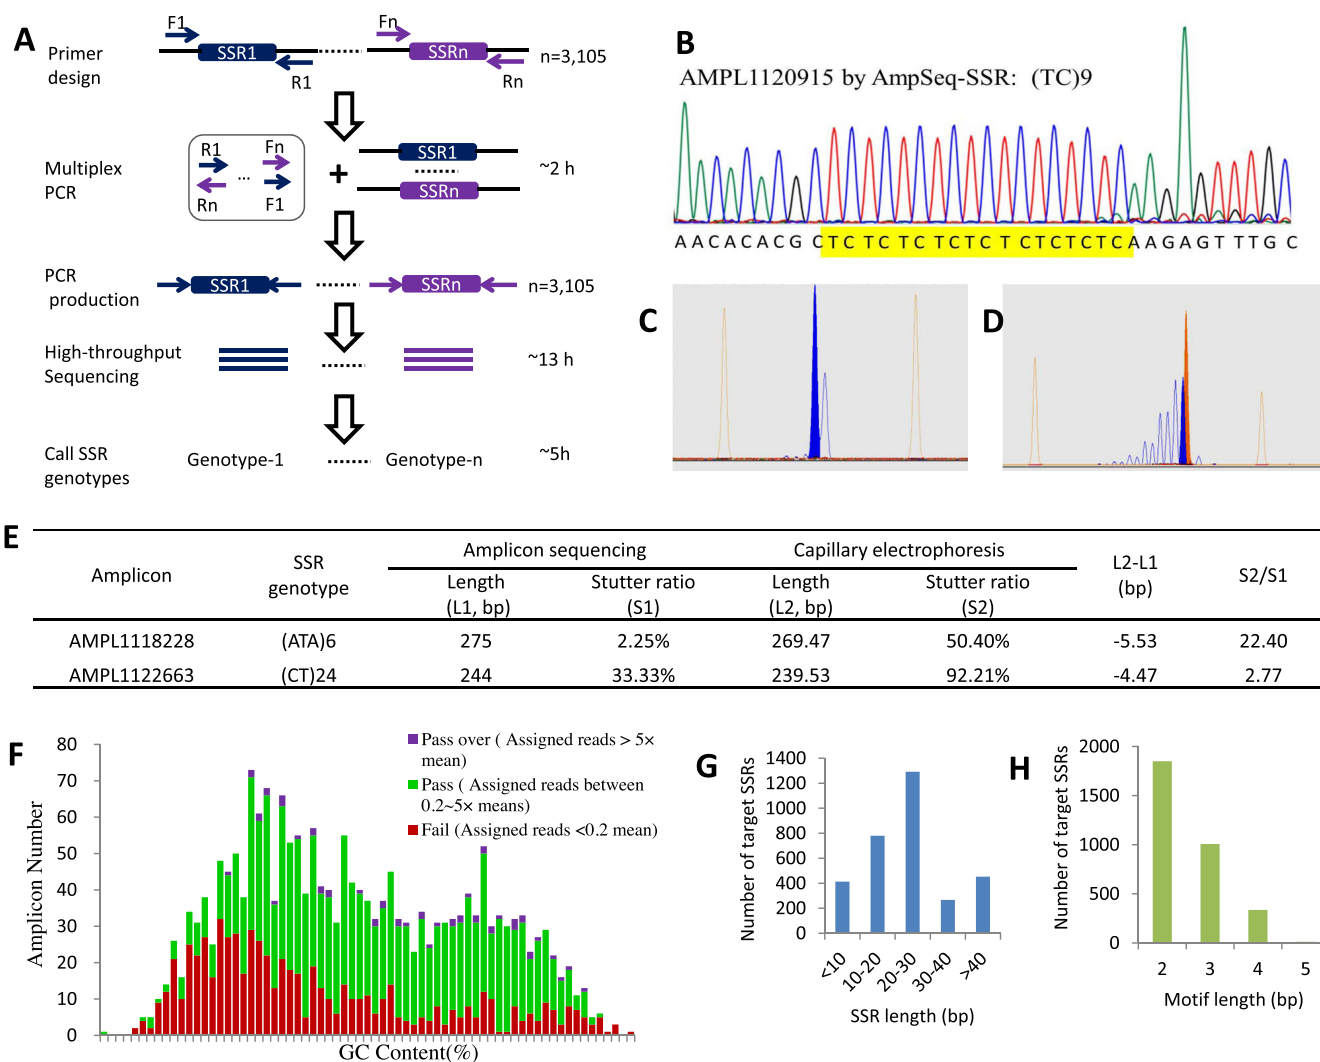 A
Primer
design
F1
SSR1
R1
Fn
SSRn
Rn
n=3,105
Multiplex
PCR
R1
Fn
...
Rn
F1
+
SSR1
SSRn
~2 h
PCR
production
SSR1
SSRn
n=3,105
High-throughput
Sequencing
~13 h
Call SSR
genotypes
Genotype-1
Genotype-n
~5h
B
AMPL1120915 by AmpSeq-SSR: (TC)9
A A C A C A C G C T C T C T C T C T C T C T C T C T C A A G A G T T T G C
C
D
E
Amplicon
SSR
genotype
Amplicon sequencing
Capillary electrophoresis
L2-L1
(bp)
S2/S1
Length
(L1, bp)
Stutter ratio
(S1)
Length
(L2, bp)
Stutter ratio
(S2)
AMPL1118228 (ATA)6 275 2.25% 269.47 50.40% -5.53 22.40
AMPL1122663 (CT)24 244 33.33% 239.53 92.21% -4.47 2.77
F
Amplicon Number
80
70
60
50
40
30
20
10
0
GC Content(%)
Pass over ( Assigned reads > 5×
mean)
Pass ( Assigned reads between
0.2~5× means)
Fail (Assigned reads <0.2 mean)
G
Number of target SSRs
1400
1200
1000
800
600
400
200
0
<10
10-20
20-30
30-40
>40
SSR length (bp)
H
Number of target SSRs
2000
1500
1000
500
0
2 3 4 5
Motif length (bp)